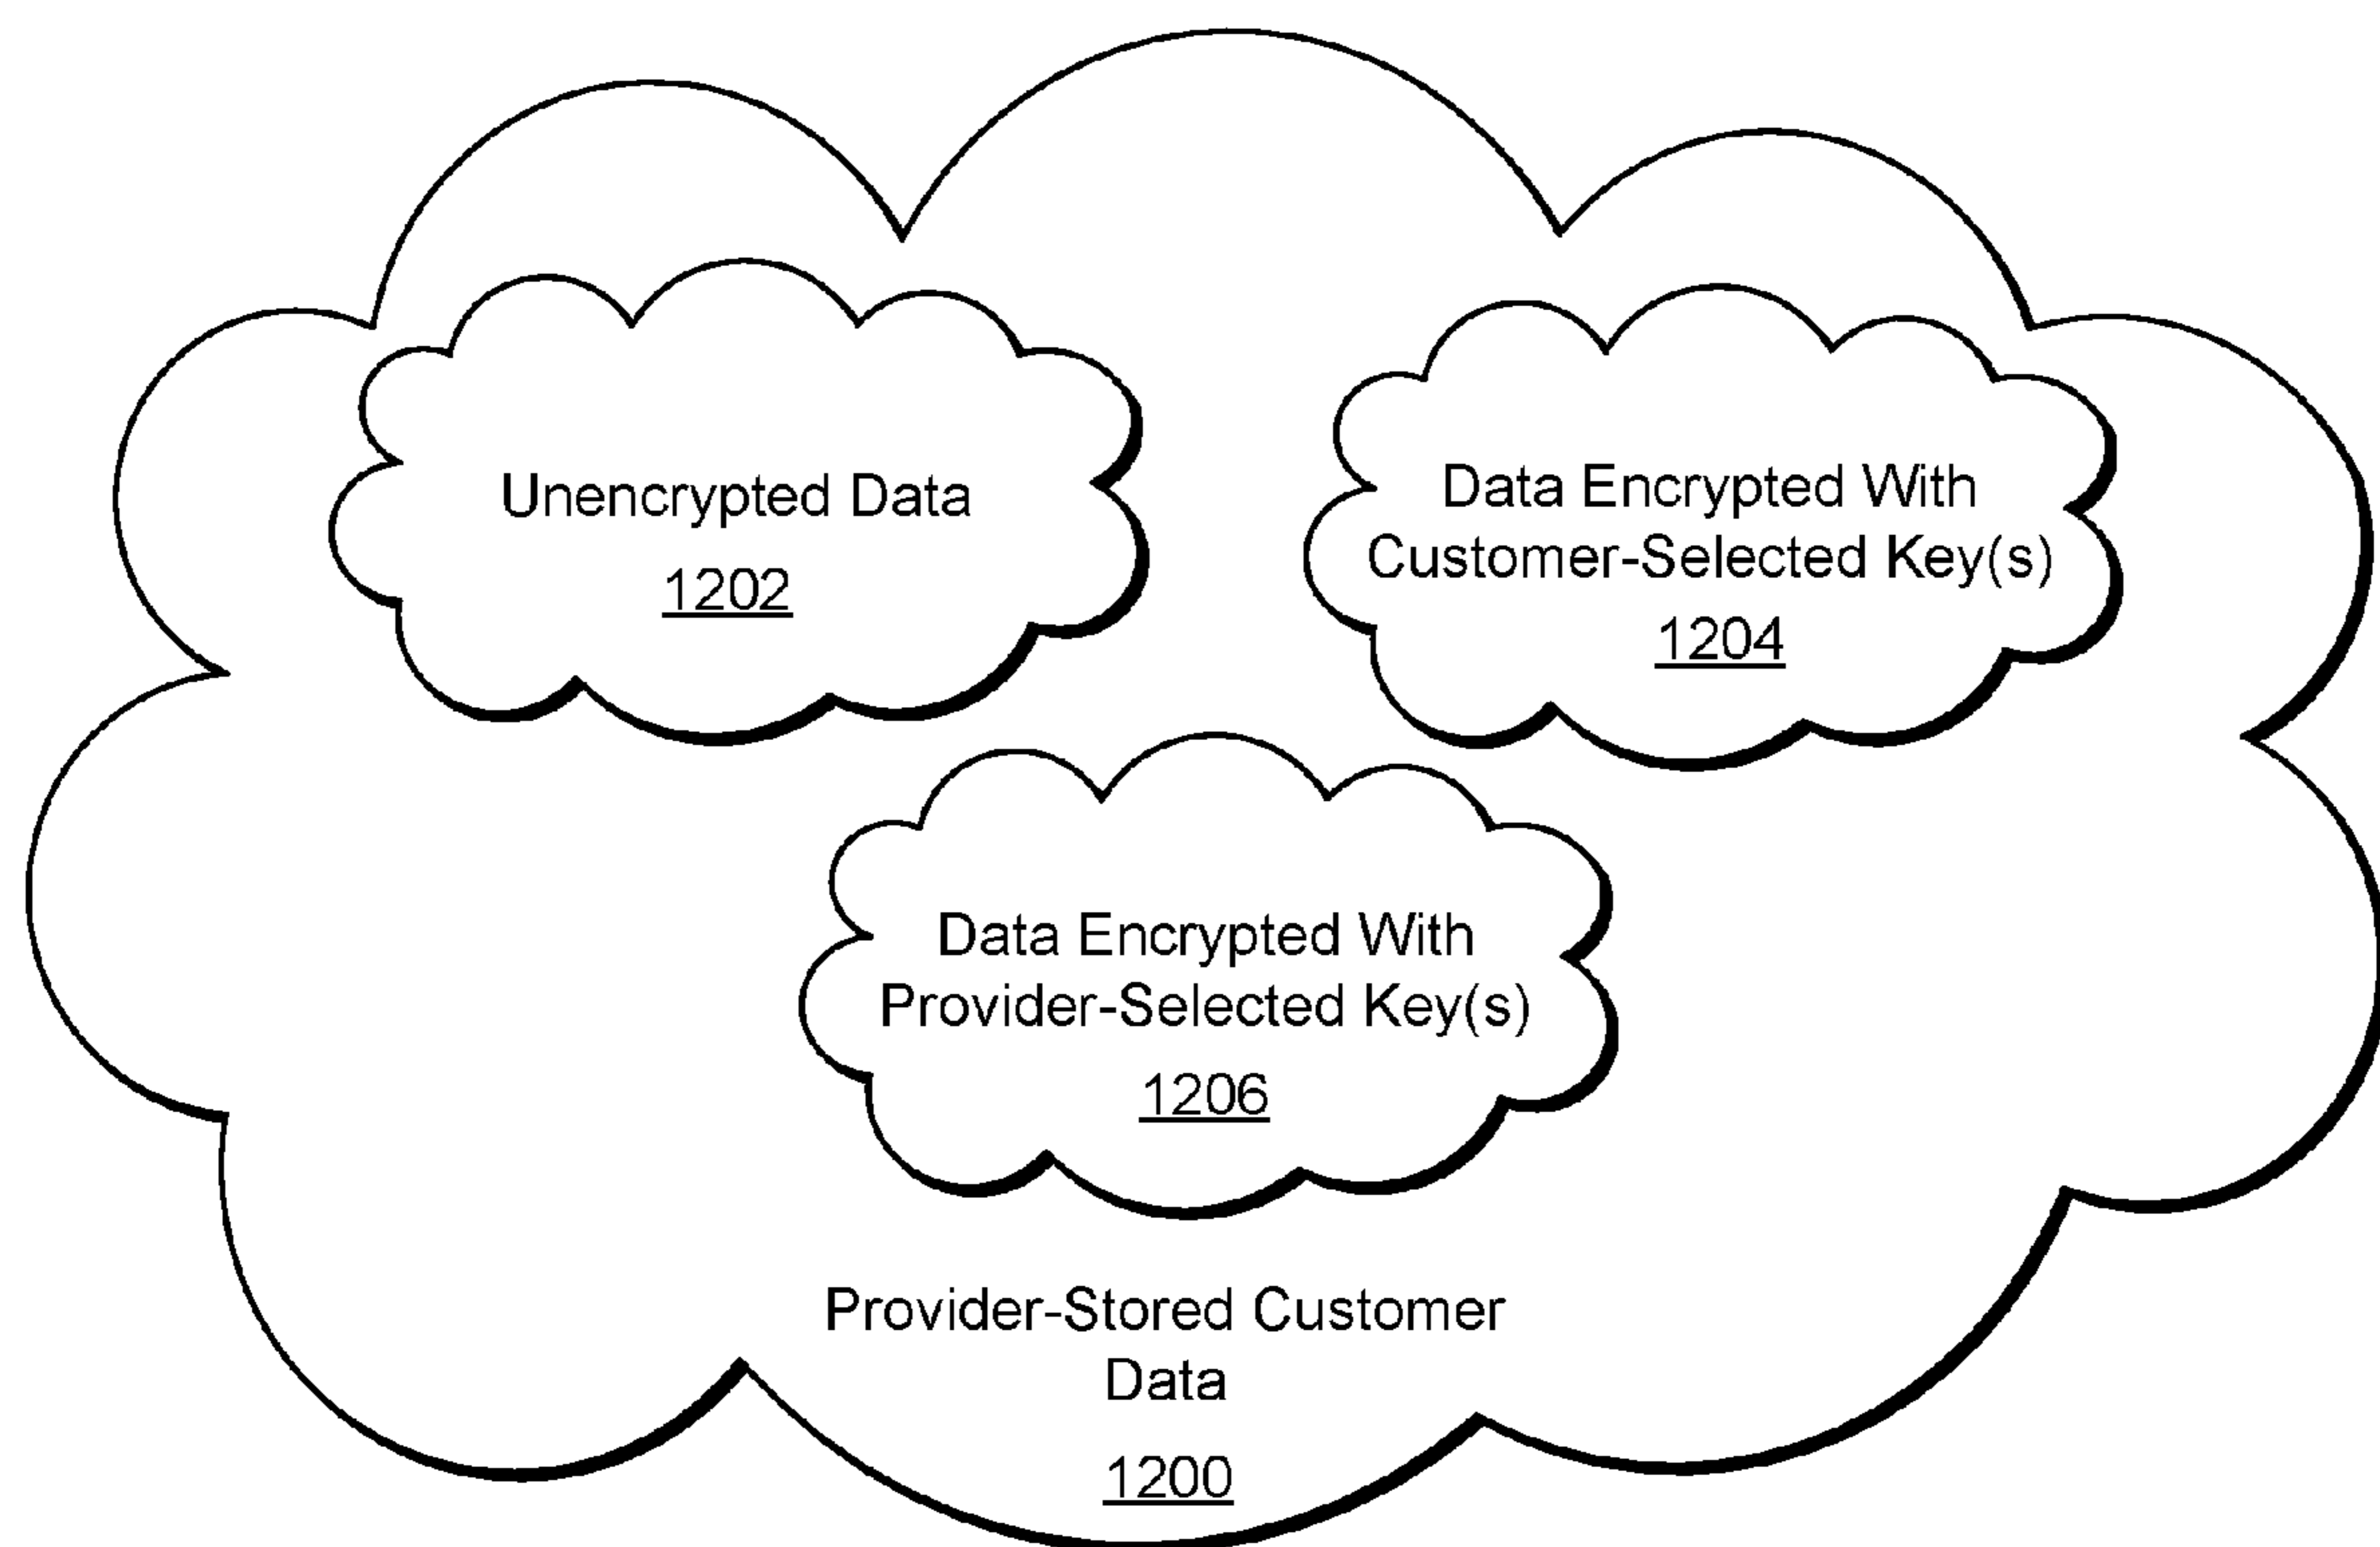 Unencrypted Data
1202
Data Encrypted With
Customer-Selected Key(s)
1204
Data Encrypted With
Provider-Selected Key(s)
1206
Provider-Stored Customer
Data
1200